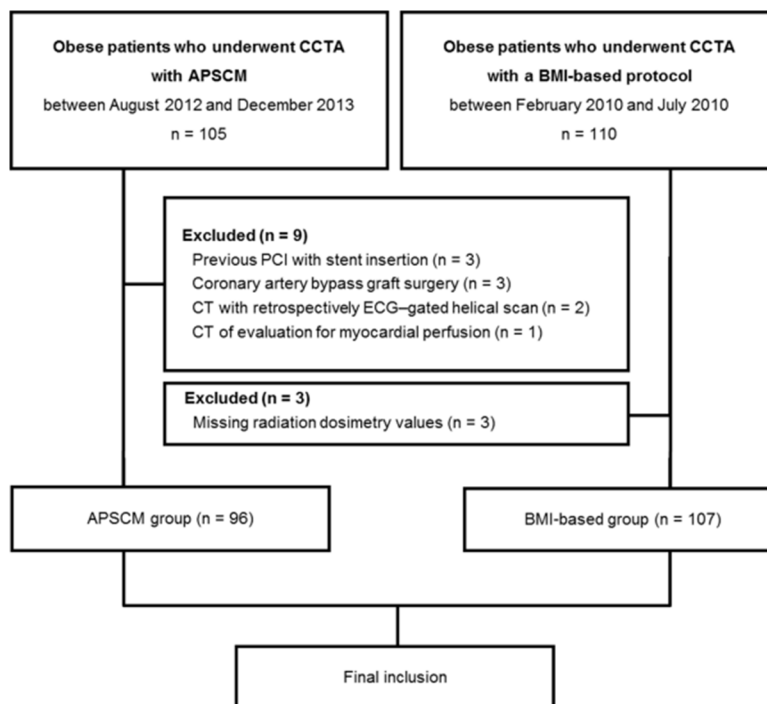 Obese patients who underwent CCTA
with APSCM
between August 2012 and December 2013
n = 105
Obese patients who underwent CCTA
with a BMI-based protocol
between February 2010 and July 2010
n = 110
Excluded (n = 9)
Previous PCI with stent insertion (n = 3)
Coronary artery bypass graft surgery (n = 3)
CT with retrospectively ECG–gated helical scan (n = 2)
CT of evaluation for myocardial perfusion (n = 1)
Excluded (n = 3)
Missing radiation dosimetry values (n = 3)
APSCM group (n = 96)
BMI-based group (n = 107)
Final inclusion